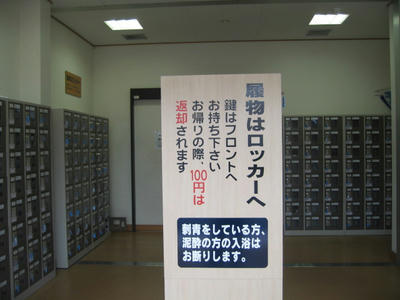 履物はロッカーへ
鍵はフロントへ
お持ち下さい
お帰りの際、100円は
返却されます
刺青をしている方、
泥酔の方の入浴は
お断りします。